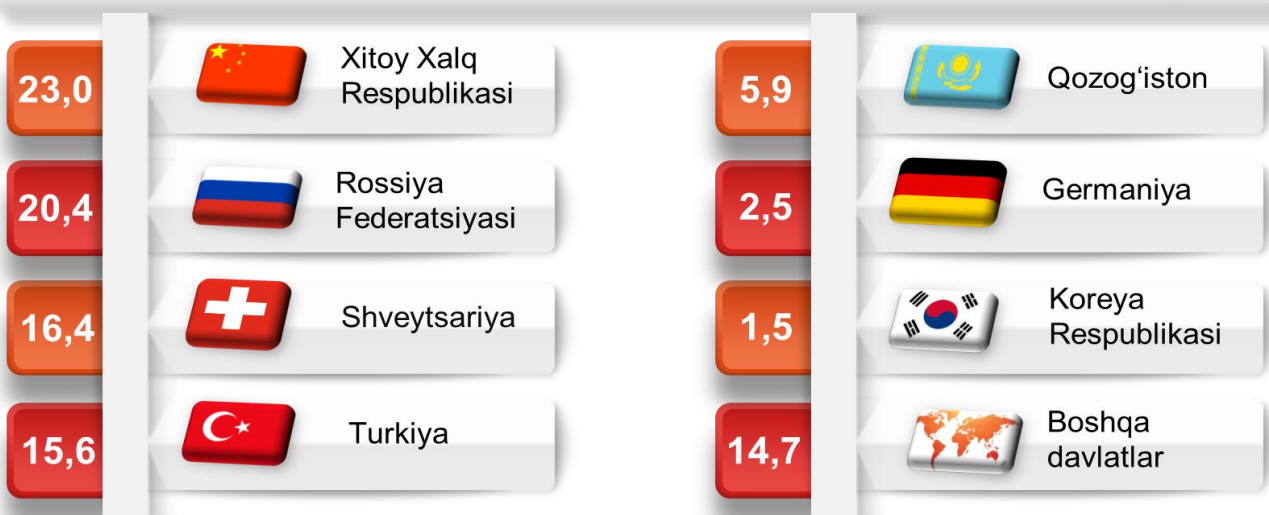 23,0
Xitoy Xalq
Respublikasi
20,4
Rossiya
Federatsiyasi
16,4
Shveytsariya
15,6
Turkiya
5,9
Qozog‘iston
2,5
Germaniya
1,5
Koreya
Respublikasi
14,7
Boshqa
davlatlar